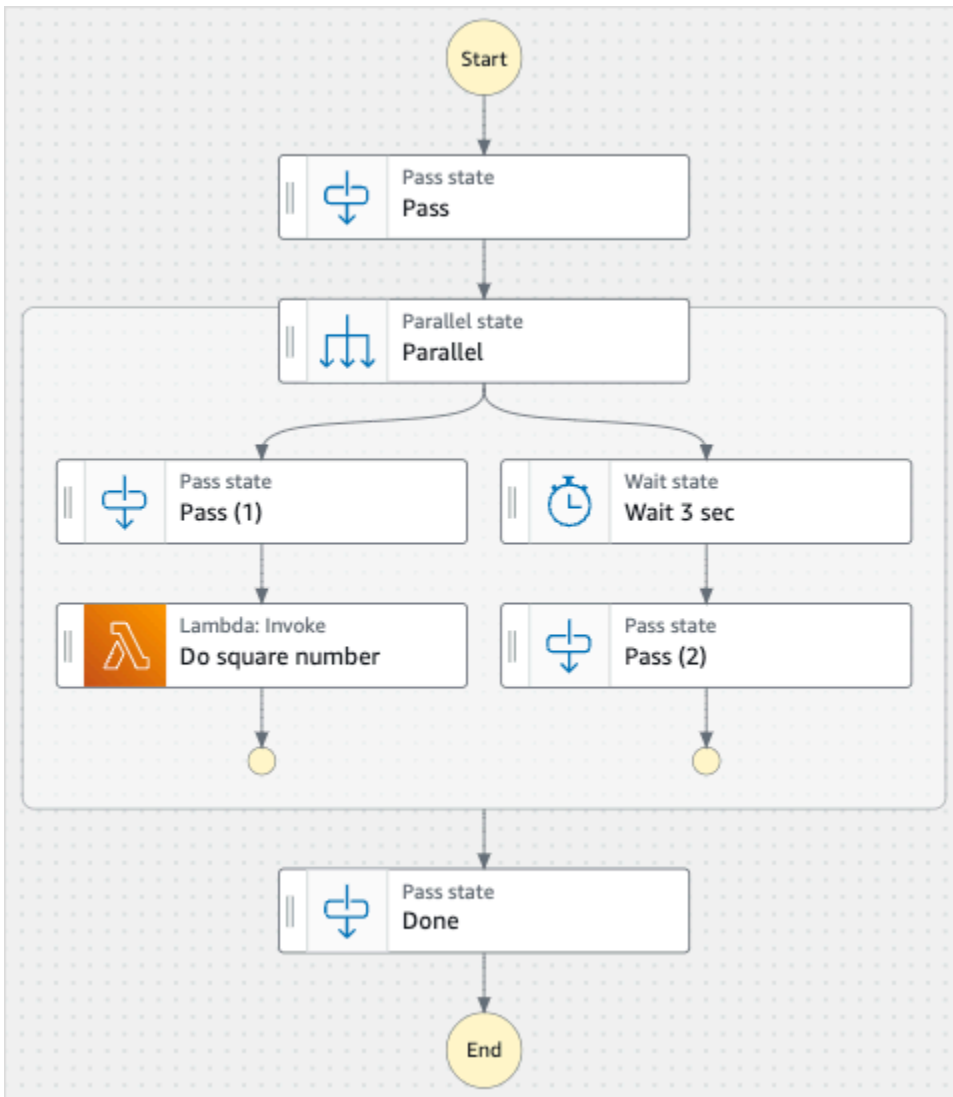 Start
Pass state
Pass
Parallel state
Parallel
Pass state
Pass (1)
Wait state
Wait 3 sec
Lambda: Invoke
Do square number
Pass state
Pass (2)
Pass state
Done
End